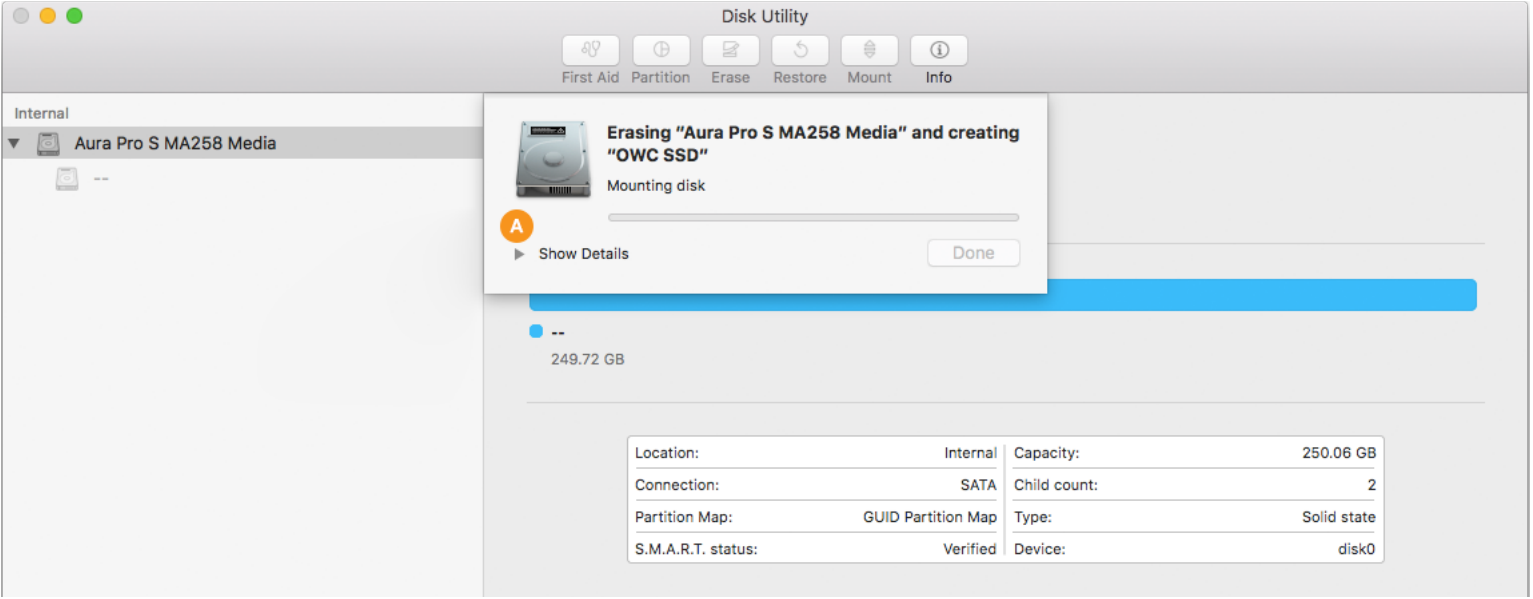 Disk Utility
First Aid Partition Erase Restore Mount Info
Internal
Aura Pro S MA258 Media
--
Erasing “Aura Pro S MA258 Media” and creating
“OWC SSD”
Mounting disk
A
Show Details
Done
--
249.72 GB
Location: Internal Capacity: 250.06 GB
Connection: SATA Child count: 2
Partition Map: GUID Partition Map Type: Solid state
S.M.A.R.T. status: Verified Device: disk0